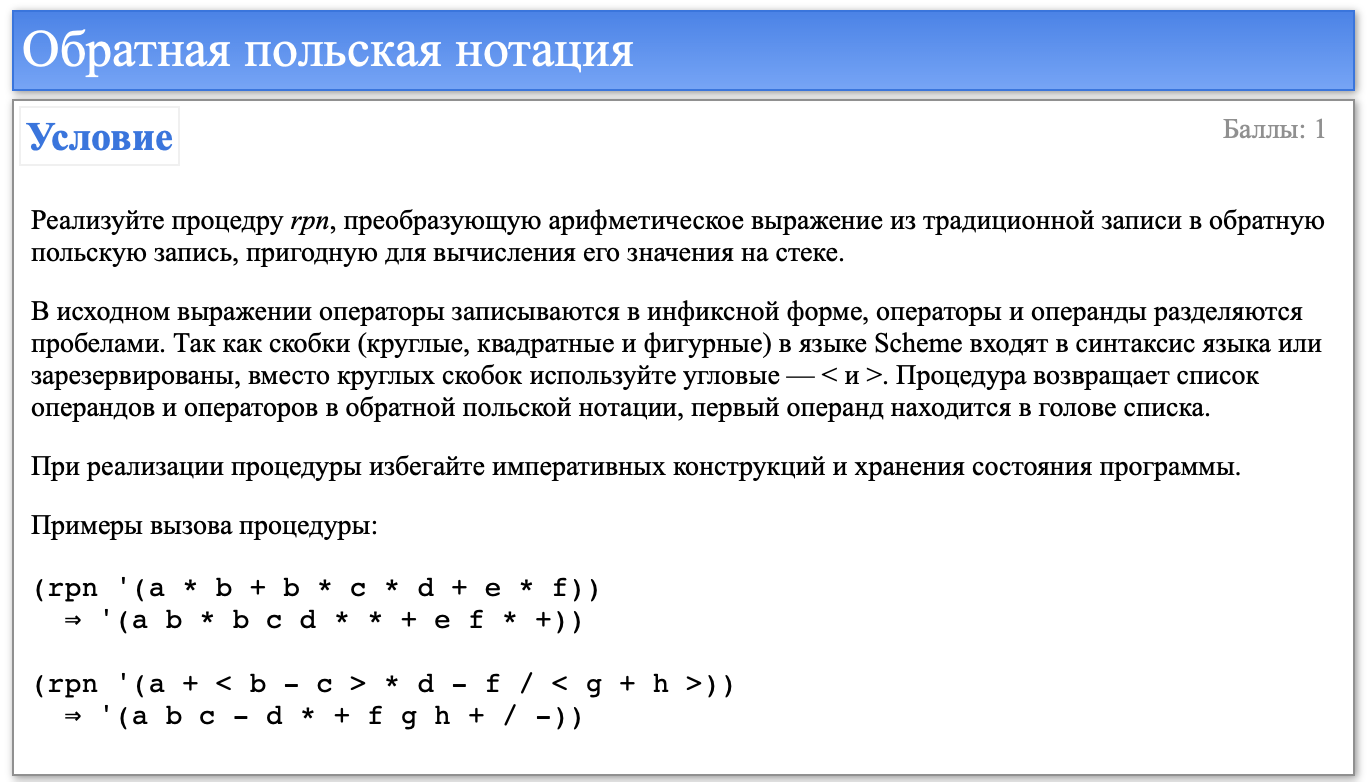 Обратная польская нотация
Условие
Баллы: 1
Реализуйте процедру rpn, преобразующую арифметическое выражение из традиционной записи в обратную
польскую запись, пригодную для вычисления его значения на стеке.
В исходном выражении операторы записываются в инфиксной форме, операторы и операнды разделяются
пробелами. Так как скобки (круглые, квадратные и фигурные) в языке Scheme входят в синтаксис языка или
зарезервированы, вместо круглых скобок используйте угловые — < и >. Процедура возвращает список
операндов и операторов в обратной польской нотации, первый операнд находится в голове списка.
При реализации процедуры избегайте императивных конструкций и хранения состояния программы.
Примеры вызова процедуры:
(rpn '(a * b + b * c * d + e * f))
⇒ '(a b * b c d * * + e f * +))
(rpn '(a + < b - c > * d - f / < g + h >))
⇒ '(a b c - d * + f g h + / -))